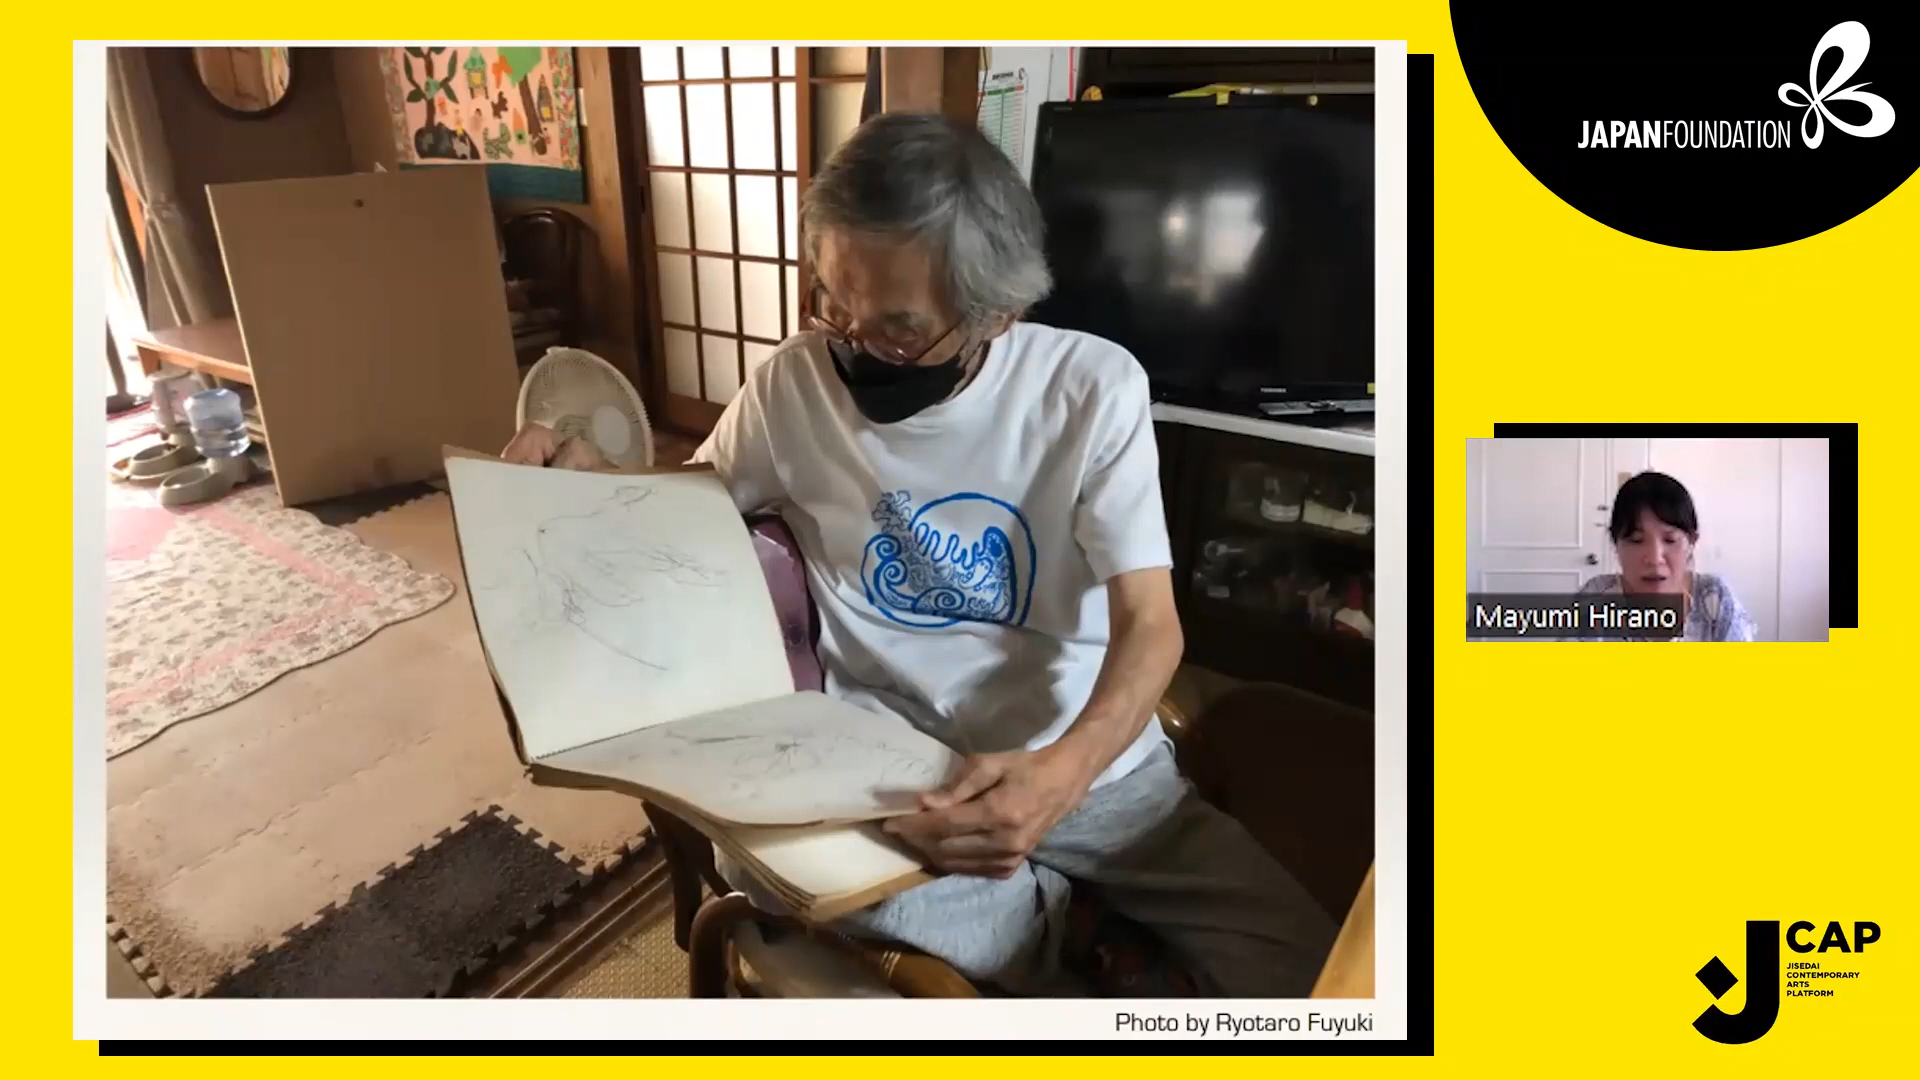 JAPANFOUNDATION
Mayumi Hirano
CAP
JISEDAI
CONTEMPORARY
ARTS
PLATFORM
Photo by Ryotaro Fuyuki